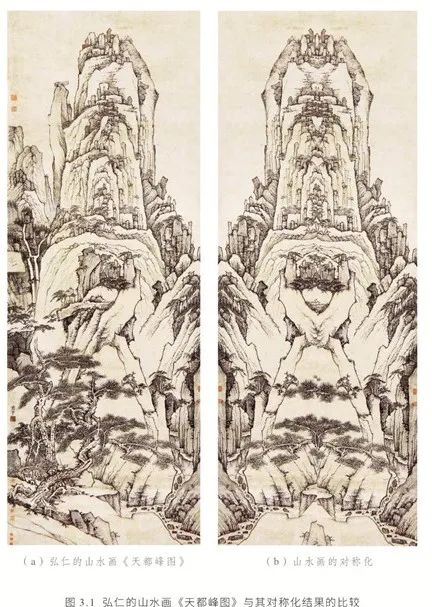 （a）弘仁的山水画《天都峰图》
（b）山水画的对称化
图 3.1 弘仁的山水画《天都峰图》与其对称化结果的比较